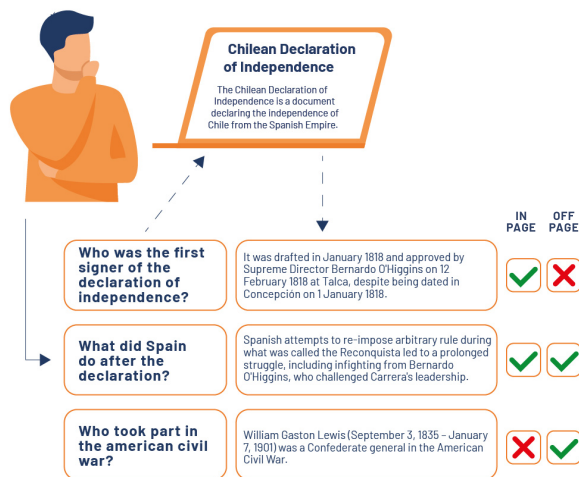 Chilean Declaration
of Independence
The Chilean Declaration of
Independence is a document
declaring the independence of
Chile from the Spanish Empire.
IN
PAGE
OFF
PAGE
Who was the first
signer of the
declaration of
independence?
It was drafted in January 1818 and approved by
Supreme Director Bernardo O'Higgins on 12
February 1818 at Talca, despite being dated in
Concepción on 1 January 1818.
What did Spain
do after the
declaration?
Spanish attempts to re-impose arbitrary rule during
what was called the Reconquista led to a prolonged
struggle, including infighting from Bernardo
O'Higgins, who challenged Carrera's leadership.
Who took part in
the american civil
war?
William Gaston Lewis (September 3, 1835 - January
7, 1901) was a Confederate general in the American
Civil War.